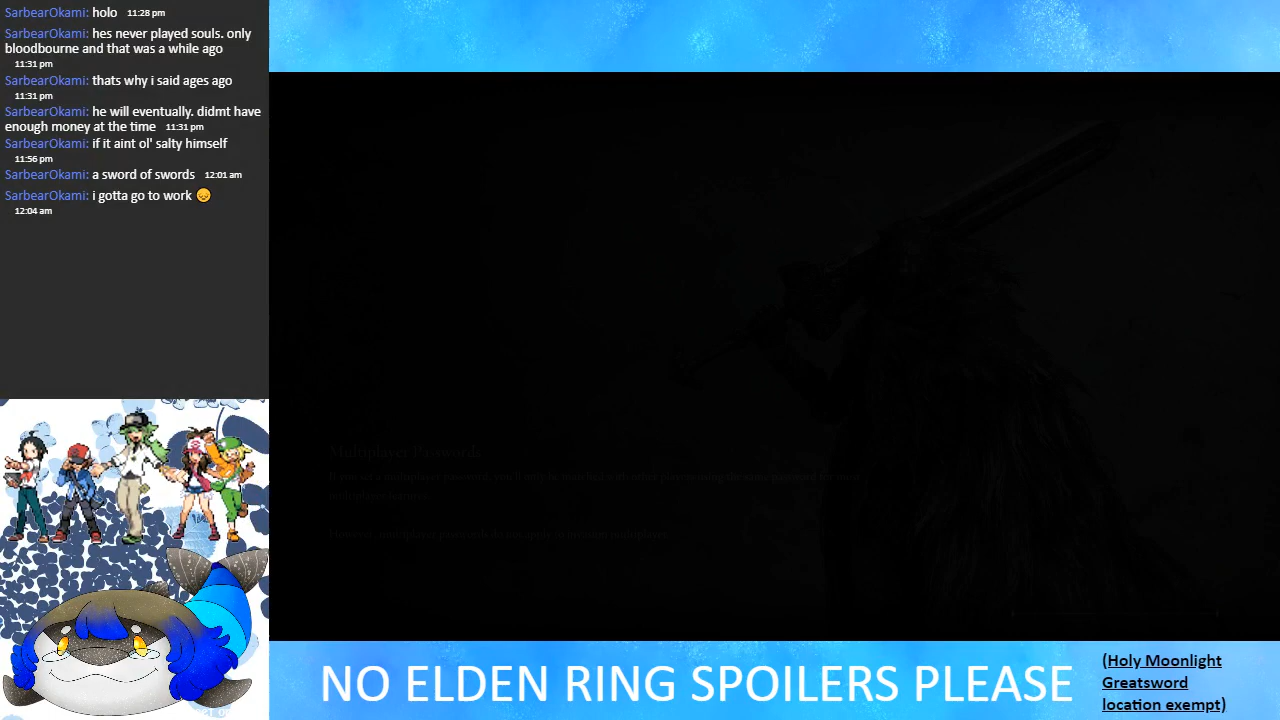 SarbearOkami: holo 11:28 pm
SarbearOkami: hes never played souls. only
bloodbourne and that was a while ago
11:31 pm
SarbearOkami: thats why i said ages ago
11:31 pm
SarbearOkami: he will eventually. didmt have
enough money at the time 11:31 pm
SarbearOkami: if it aint ol' salty himself
11:56 pm
SarbearOkami: a sword of swords 12:01 am
SarbearOkami: i gotta go to work 😞
12:04 am
Multiplayer Passwords
NO ELDEN RING SPOILERS PLEASE
(Holy Moonlight
Greatsword
location exempt)